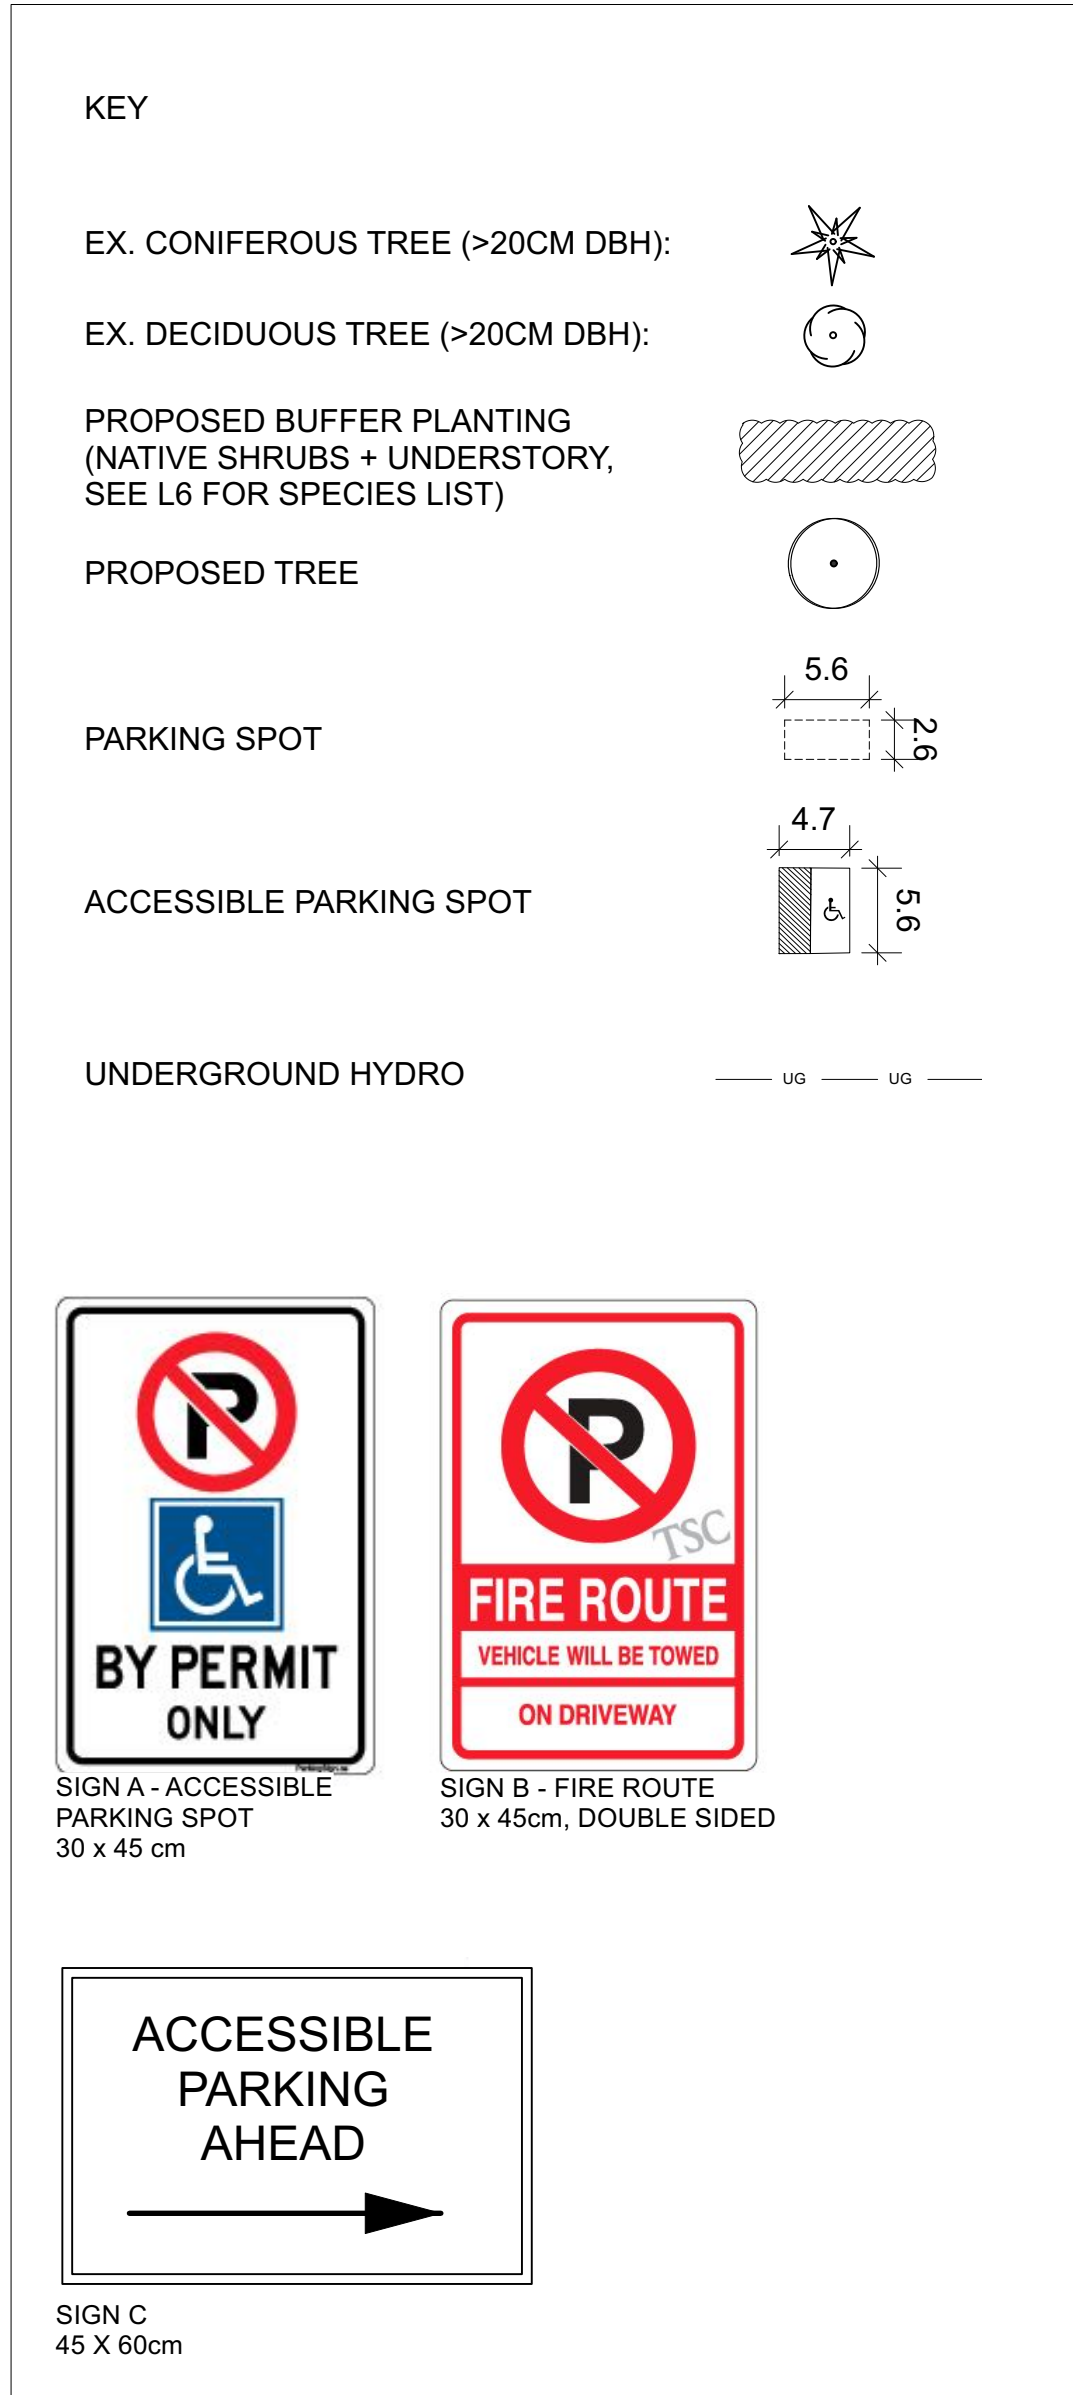 KEY
EX. CONIFEROUS TREE (>20CM DBH):
EX. DECIDUOUS TREE (>20CM DBH):
PROPOSED BUFFER PLANTING
(NATIVE SHRUBS + UNDERSTORY,
SEE L6 FOR SPECIES LIST)
PROPOSED TREE
5.6
PARKING SPOT
2.6
4.7
ACCESSIBLE PARKING SPOT
5.6
UNDERGROUND HYDRO
UG UG
P
BY PERMIT
ONLY
SIGN A - ACCESSIBLE
PARKING SPOT
30 x 45 cm
P
TSC
FIRE ROUTE
VEHICLE WILL BE TOWED
ON DRIVEWAY
SIGN B - FIRE ROUTE
30 x 45cm, DOUBLE SIDED
ACCESSIBLE
PARKING
AHEAD
SIGN C
45 X 60cm